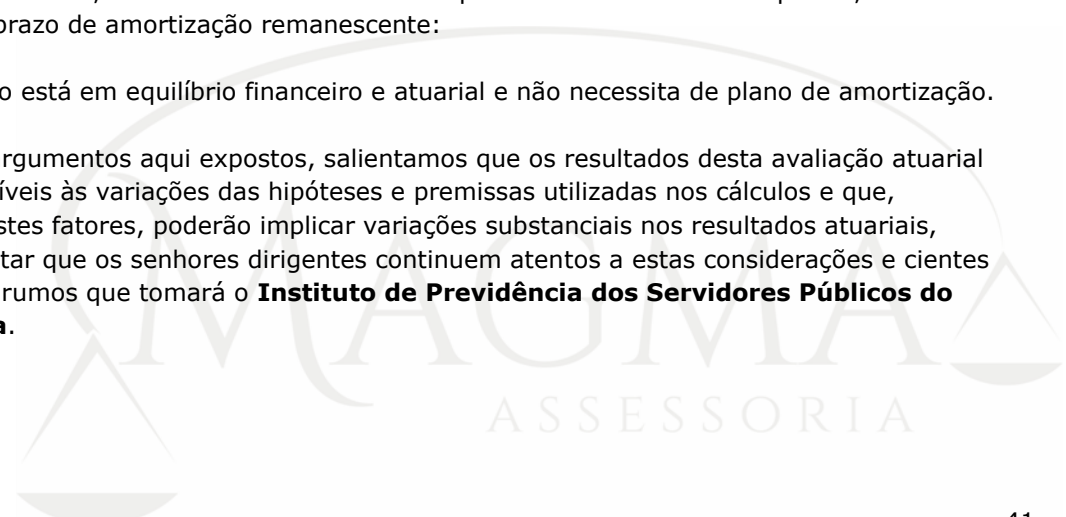 prazo de amortização remanescente:
o está em equilíbrio financeiro e atuarial e não necessita de plano de amortização.
rgumentos aqui expostos, salientamos que os resultados desta avaliação atuarial
íveis às variações das hipóteses e premissas utilizadas nos cálculos e que,
stes fatores, poderão implicar variações substanciais nos resultados atuariais,
tar que os senhores dirigentes continuem atentos a estas considerações e cientes
rumos que tomará o Instituto de Previdência dos Servidores Públicos do
a.
MAGMA
ASSESSORIA